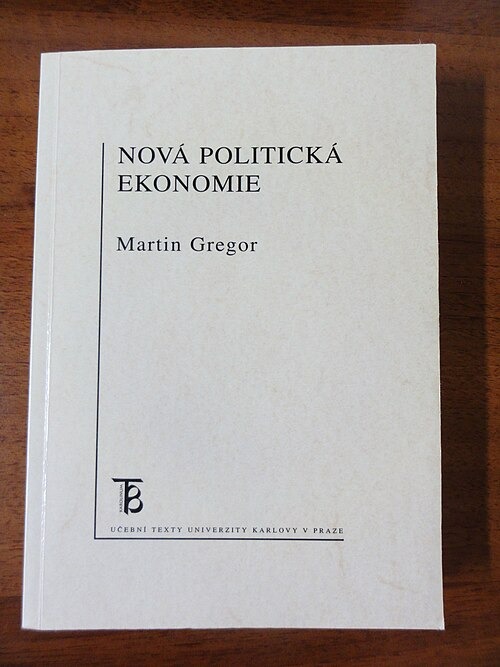 NOVÁ POLITICKÁ
EKONOMIE
Martin Gregor
UČEBNÍ TEXTY UNIVERZITY KARLOVY V PRAZE